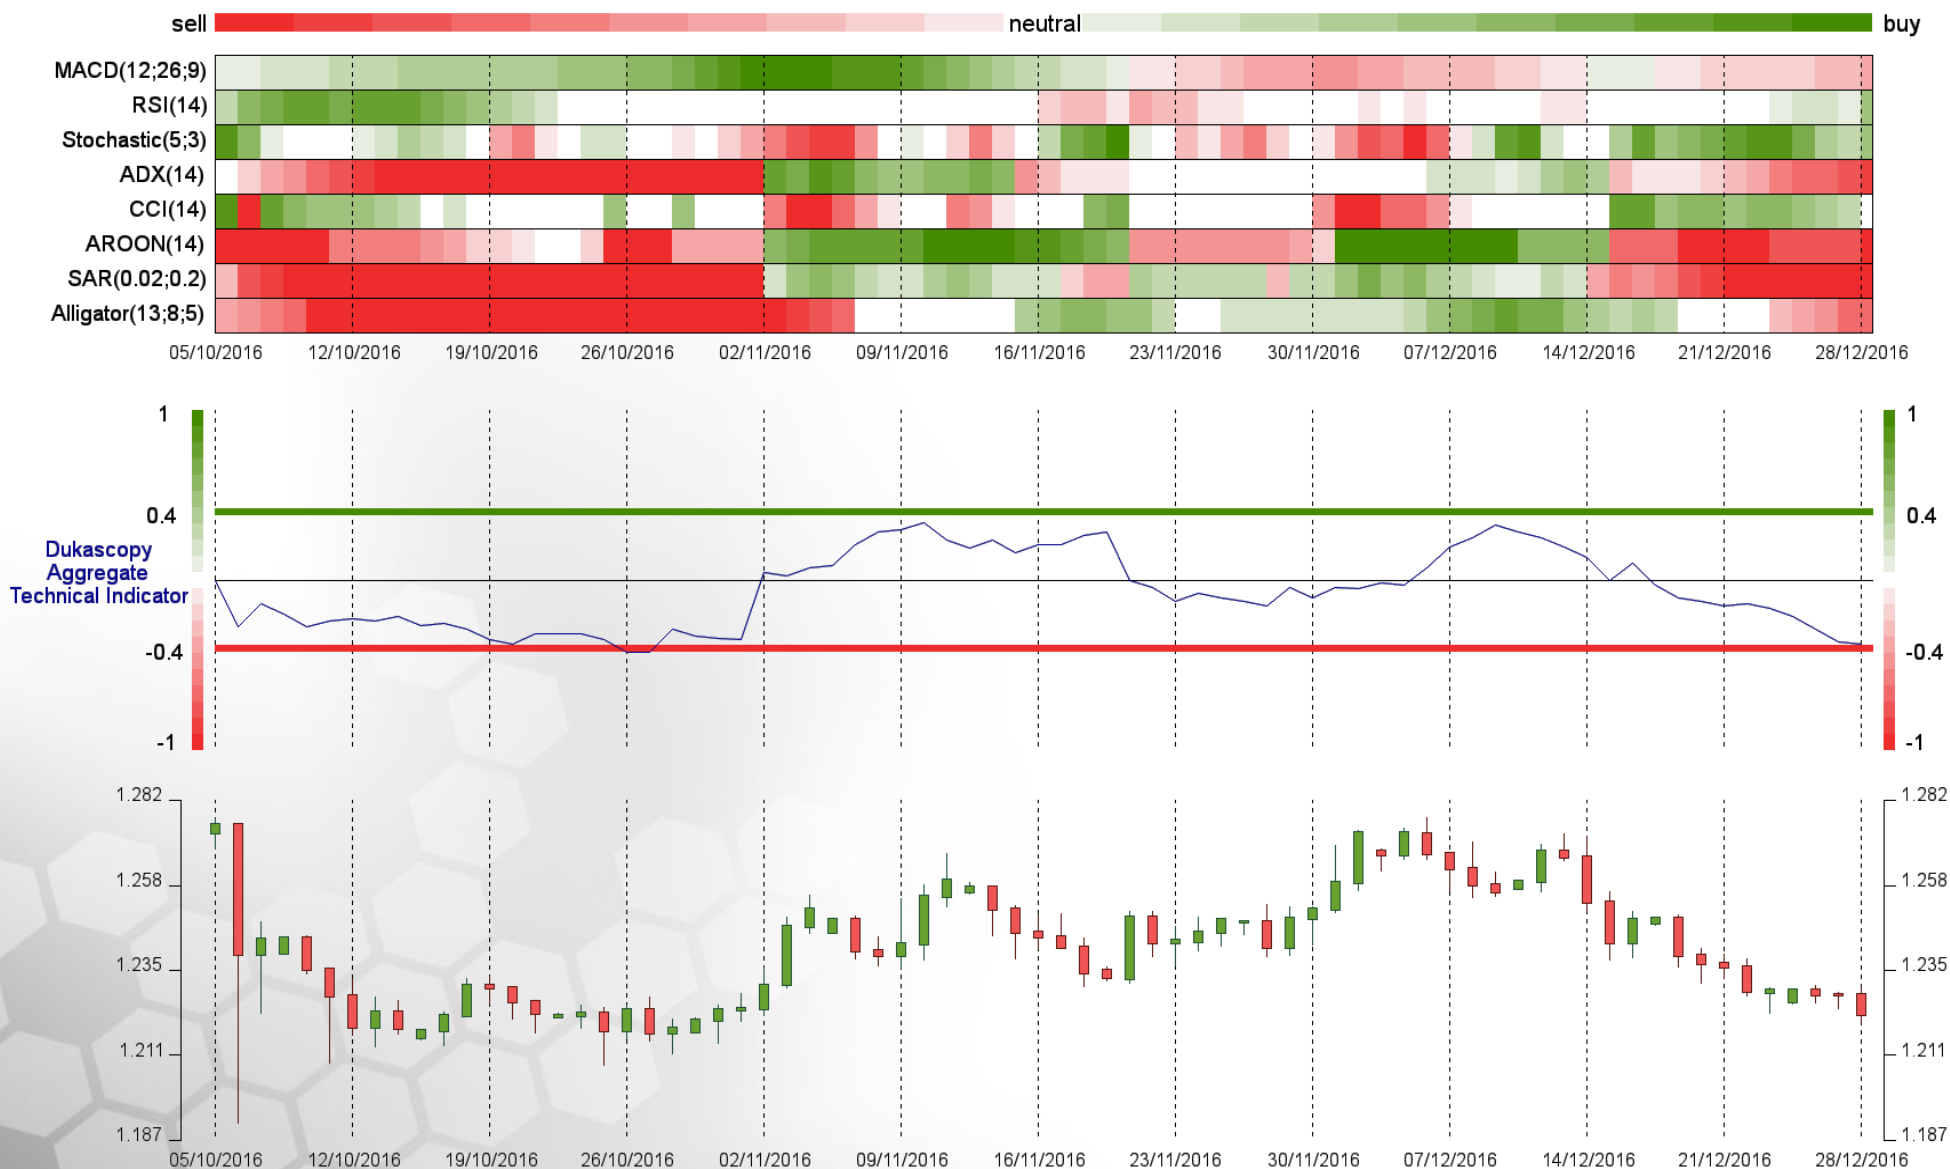 sell neutral buy
MACD(12;26;9)
RSI(14)
Stochastic(5;3)
ADX(14)
CCI(14)
AROON(14)
SAR(0.02;0.2)
Alligator(13;8;5)
05/10/2016 12/10/2016 19/10/2016 26/10/2016 02/11/2016 09/11/2016 16/11/2016 23/11/2016 30/11/2016 07/12/2016 14/12/2016 21/12/2016 28/12/2016
1 1
0.4 0.4
Dukascopy
Aggregate
Technical Indicator
-0.4 -0.4
-1 -1
1.282 1.282
1.258 1.258
1.235 1.235
1.211 1.211
1.187 1.187
05/10/2016 12/10/2016 19/10/2016 26/10/2016 02/11/2016 09/11/2016 16/11/2016 23/11/2016 30/11/2016 07/12/2016 14/12/2016 21/12/2016 28/12/2016